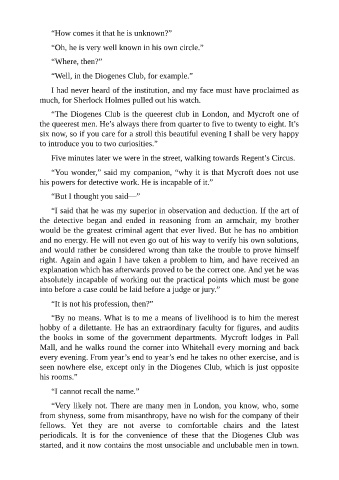 “How comes it that he is unknown?”
“Oh, he is very well known in his own circle.”
“Where, then?”
“Well, in the Diogenes Club, for example.”
I had never heard of the institution, and my face must have proclaimed as
much, for Sherlock Holmes pulled out his watch.
“The Diogenes Club is the queerest club in London, and Mycroft one of
the queerest men. He’s always there from quarter to five to twenty to eight. It’s
six now, so if you care for a stroll this beautiful evening I shall be very happy
to introduce you to two curiosities.”
Five minutes later we were in the street, walking towards Regent’s Circus.
“You wonder,” said my companion, “why it is that Mycroft does not use
his powers for detective work. He is incapable of it.”
“But I thought you said—”
“I said that he was my superior in observation and deduction. If the art of
the detective began and ended in reasoning from an armchair, my brother
would be the greatest criminal agent that ever lived. But he has no ambition
and no energy. He will not even go out of his way to verify his own solutions,
and would rather be considered wrong than take the trouble to prove himself
right. Again and again I have taken a problem to him, and have received an
explanation which has afterwards proved to be the correct one. And yet he was
absolutely incapable of working out the practical points which must be gone
into before a case could be laid before a judge or jury.”
“It is not his profession, then?”
“By no means. What is to me a means of livelihood is to him the merest
hobby of a dilettante. He has an extraordinary faculty for figures, and audits
the books in some of the government departments. Mycroft lodges in Pall
Mall, and he walks round the corner into Whitehall every morning and back
every evening. From year’s end to year’s end he takes no other exercise, and is
seen nowhere else, except only in the Diogenes Club, which is just opposite
his rooms.”
“I cannot recall the name.”
“Very likely not. There are many men in London, you know, who, some
from shyness, some from misanthropy, have no wish for the company of their
fellows. Yet they are not averse to comfortable chairs and the latest
periodicals. It is for the convenience of these that the Diogenes Club was
started, and it now contains the most unsociable and unclubable men in town.